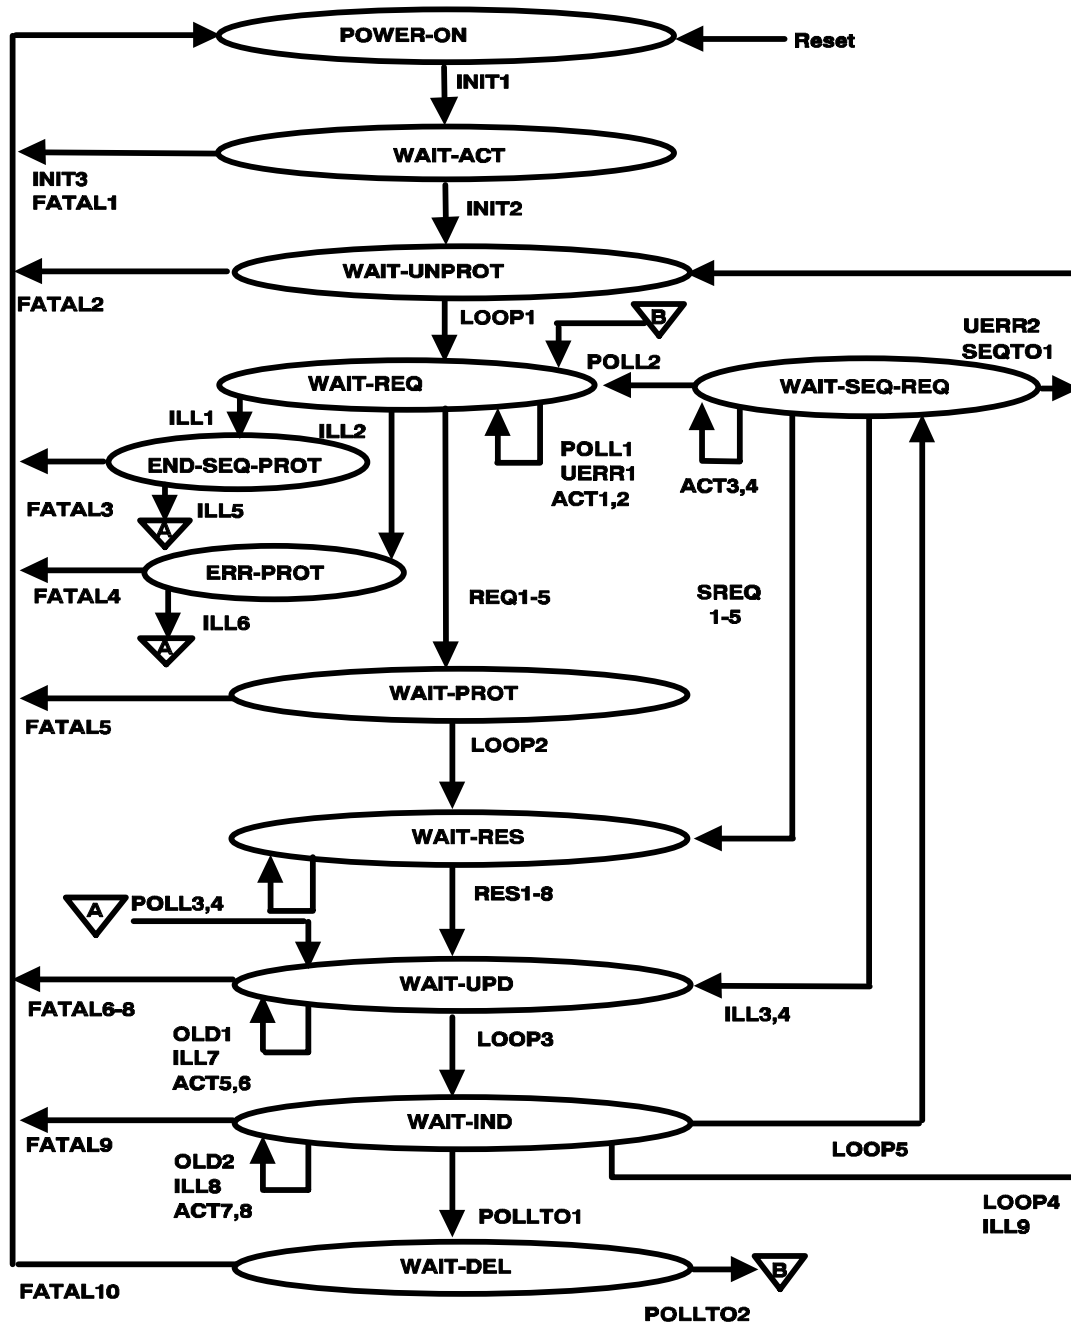 POWER-ON
Reset
INIT1
WAIT-ACT
INIT3
FATAL1
INIT2
WAIT-UNPROT
FATAL2
LOOP1
B
UERR2
SEQTO1
POLL2
WAIT-REQ
WAIT-SEQ-REQ
ILL1
ILL2
POLL1
UERR1
ACT1,2
END-SEQ-PROT
ACT3,4
FATAL3
ILL5
A
ERR-PROT
FATAL4
REQ1-5
SREQ
1-5
ILL6
A
WAIT-PROT
FATAL5
LOOP2
WAIT-RES
RES1-8
A
POLL3,4
WAIT-UPD
FATAL6-8
ILL3,4
OLD1
ILL7
ACT5,6
LOOP3
WAIT-IND
FATAL9
LOOP5
OLD2
ILL8
ACT7,8
LOOP4
ILL9
POLLTO1
WAIT-DEL
B
FATAL10
POLLTO2